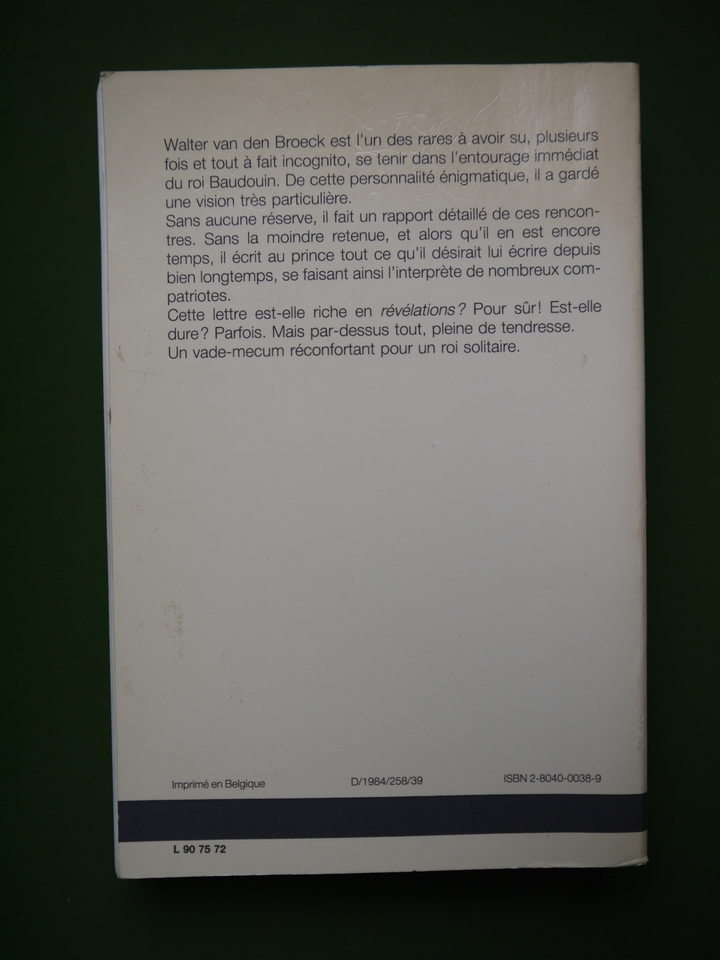 Walter van den Broeck est l'un des rares à avoir su, plusieurs
fois et tout à fait incognito, se tenir dans l'entourage immédiat
du roi Baudouin. De cette personnalité énigmatique, il a gardé
une vision très particulière.
Sans aucune réserve, il fait un rapport détaillé de ces rencon-
tres. Sans la moindre retenue, et alors qu'il en est encore
temps, il écrit au prince tout ce qu'il désirait lui écrire depuis
bien longtemps, se faisant ainsi l'interprète de nombreux com-
patriotes.
Cette lettre est-elle riche en révélations? Pour sûr! Est-elle
dure? Parfois. Mais par-dessus tout, pleine de tendresse.
Un vade-mecum réconfortant pour un roi solitaire.
Imprimé en Belgique D/1984/258/39 ISBN 2-8040-0038-9
L 90 75 72